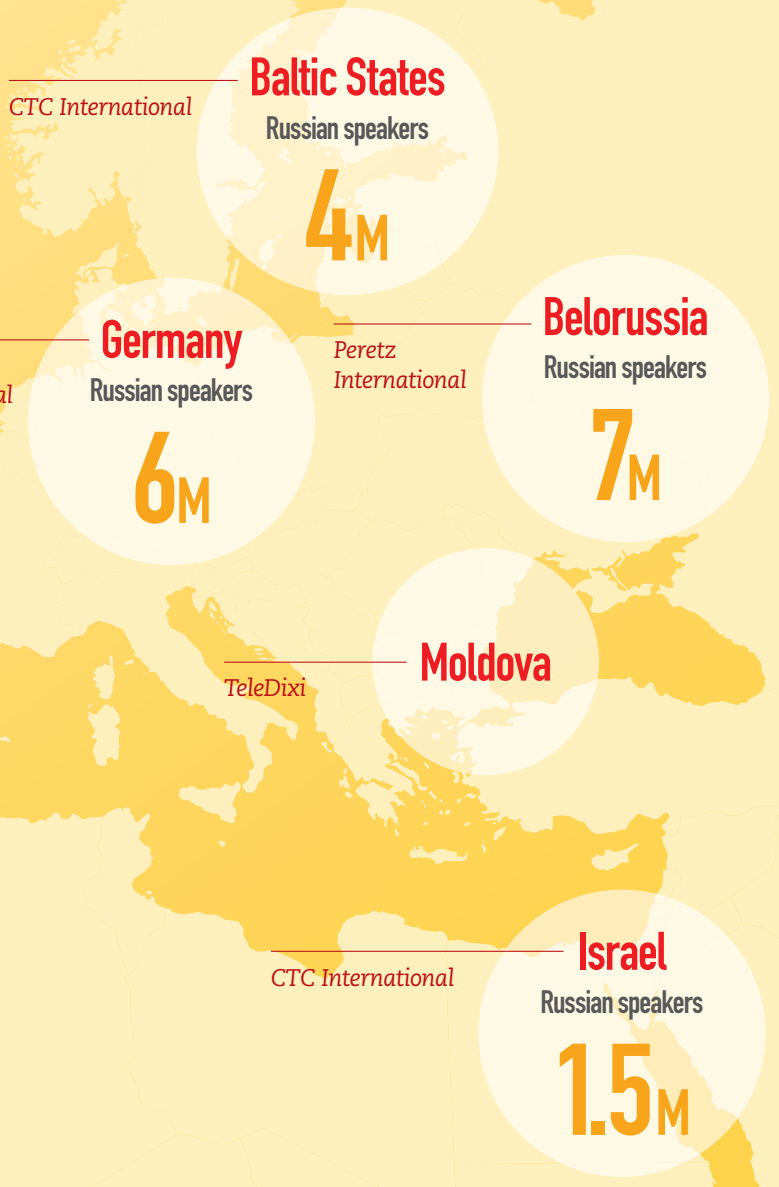 Baltic States
CTC International
Russian speakers
4M
Belorussia
Germany
Peretz
International
Russian speakers
Russian speakers
al
7M
6M
Moldova
TeleDixi
Israel
CTC International
Russian speakers
1.5M